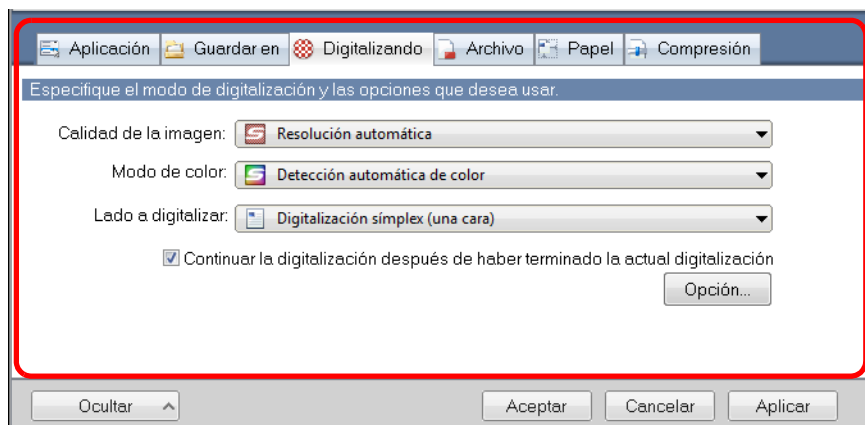 Aplicación Guardar en Digitalizando Archivo Papel Compresión
Especifique el modo de digitalización y las opciones que desea usar.
Calidad de la imagen: Resolución automática
Modo de color: Detección automática de color
Lado a digitalizar: Digitalización símplex (una cara)
Continuar la digitalización después de haber terminado la actual digitalización
Opción...
Ocultar Aceptar Cancelar Aplicar